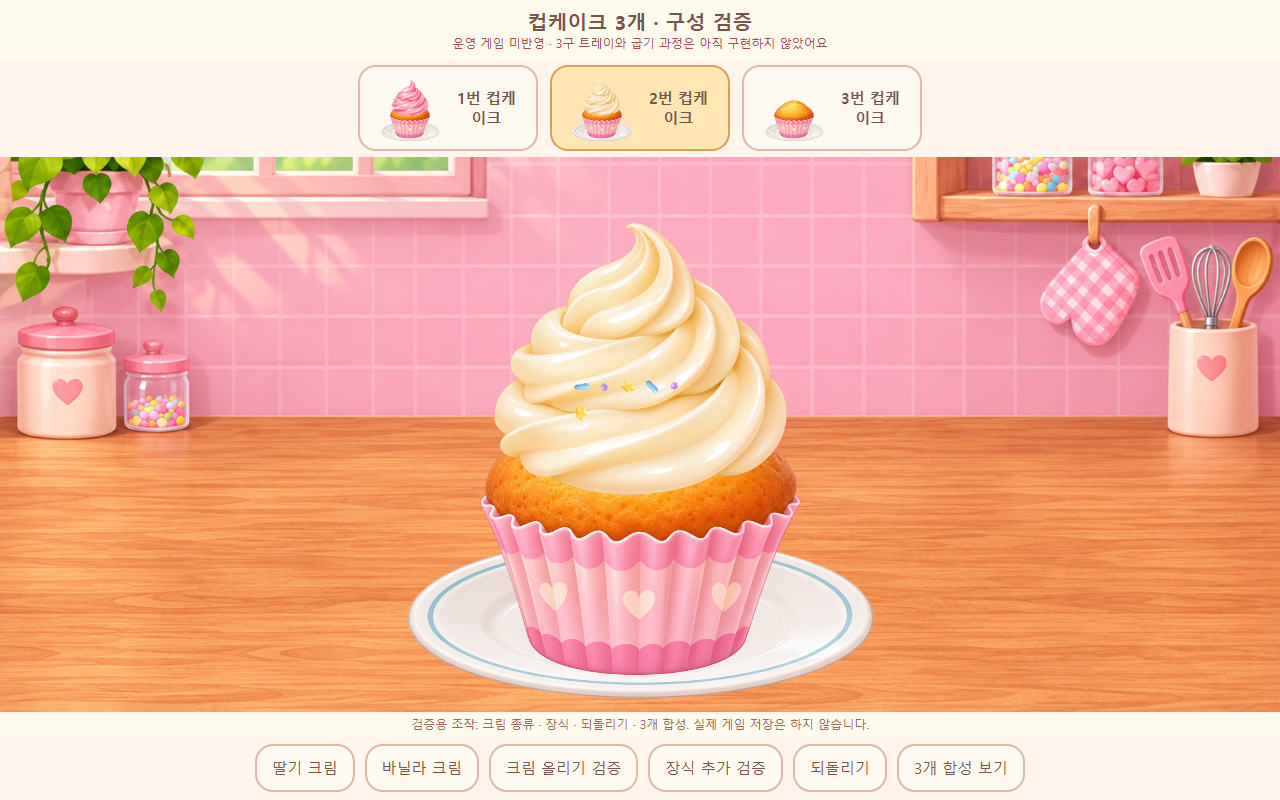 컵케이크 3개 · 구성 검증
운영 게임 미반영 · 3구 트레이와 굽기 과정은 아직 구현하지 않았어요
1번 컵케
이크
2번 컵케
이크
3번 컵케
이크
검증용 조작: 크림 종류 · 장식 · 되돌리기 · 3개 합성. 실제 게임 저장은 하지 않습니다.
딸기 크림
바닐라 크림
크림 올리기 검증
장식 추가 검증
되돌리기
3개 합성 보기